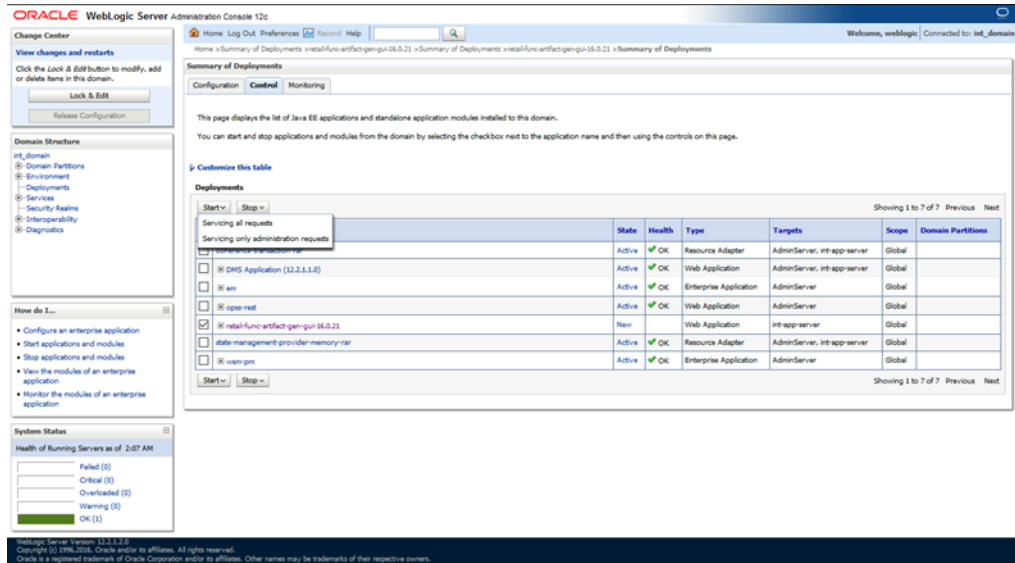 ORACLE WebLogic Server Administration Console 12c
Change Center
View changes and restarts
Click the Lock & Edit button to modify, add
or delete items in this domain.
Lock & Edit
Release Configuration
Domain Structure
int_domain
Domain Partitions
Environment
Deployments
Services
Security Realms
Interoperability
Diagnostics
How do I...
Configure an enterprise application
Start applications and modules
Stop applications and modules
View the modules of an enterprise
application
Monitor the modules of an enterprise
application
System Status
Health of Running Servers as of 2:07 AM
Failed (0)
Critical (0)
Overloaded (0)
Warning (0)
OK (1)
Home Log Out Preferences Record Help
Welcome, weblogic Connected to: int_domain
Home >Summary of Deployments >retail-func-artifact-gen-gui-16.0.21 >Summary of Deployments >retail-func-artifact-gen-gui-16.0.21 >Summary of Deployments
Summary of Deployments
Configuration Control Monitoring
This page displays the list of Java EE applications and standalone application modules installed to this domain.
You can start and stop applications and modules from the domain by selecting the checkbox next to the application name and then using the controls on this page.
Customize this table
Deployments
Start Stop Showing 1 to 7 of 7 Previous Next
Servicing all requests
Servicing only administration requests
State Health Type Targets Scope Domain Partitions
coherence-transaction-rar Active OK Resource Adapter AdminServer, int-app-server Global
DMS Application (12.2.1.1.0) Active OK Web Application AdminServer, int-app-server Global
em Active OK Enterprise Application AdminServer Global
opss-rest Active OK Web Application AdminServer Global
retail-func-artifact-gen-gui-16.0.21 New Web Application int-app-server Global
state-management-provider-memory-rar Active OK Resource Adapter AdminServer, int-app-server Global
wsm-pm Active OK Enterprise Application AdminServer Global
Start Stop Showing 1 to 7 of 7 Previous Next
WebLogic Server Version: 12.2.1.2.0
Copyright (c) 1996,2016, Oracle and/or its affiliates. All rights reserved.
Oracle is a registered trademark of Oracle Corporation and/or its affiliates. Other names may be trademarks of their respective owners.